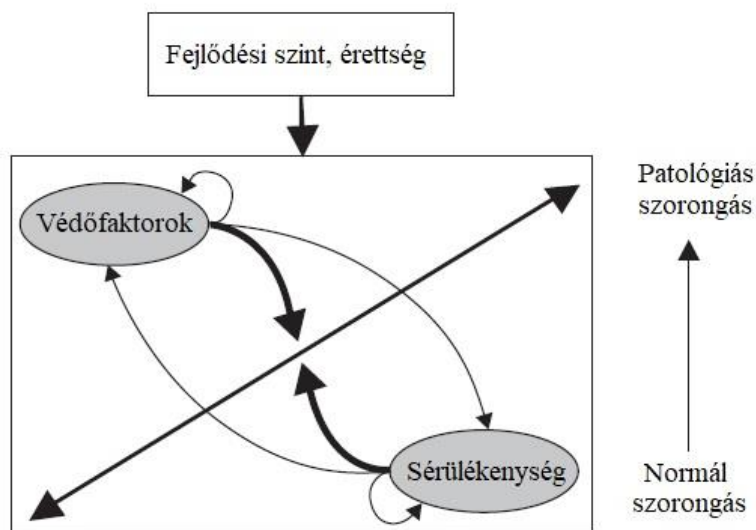 Fejlődési szint, érettség
Védőfaktorok
Patológiás
szorongás
Sérülékenység
Normál
szorongás